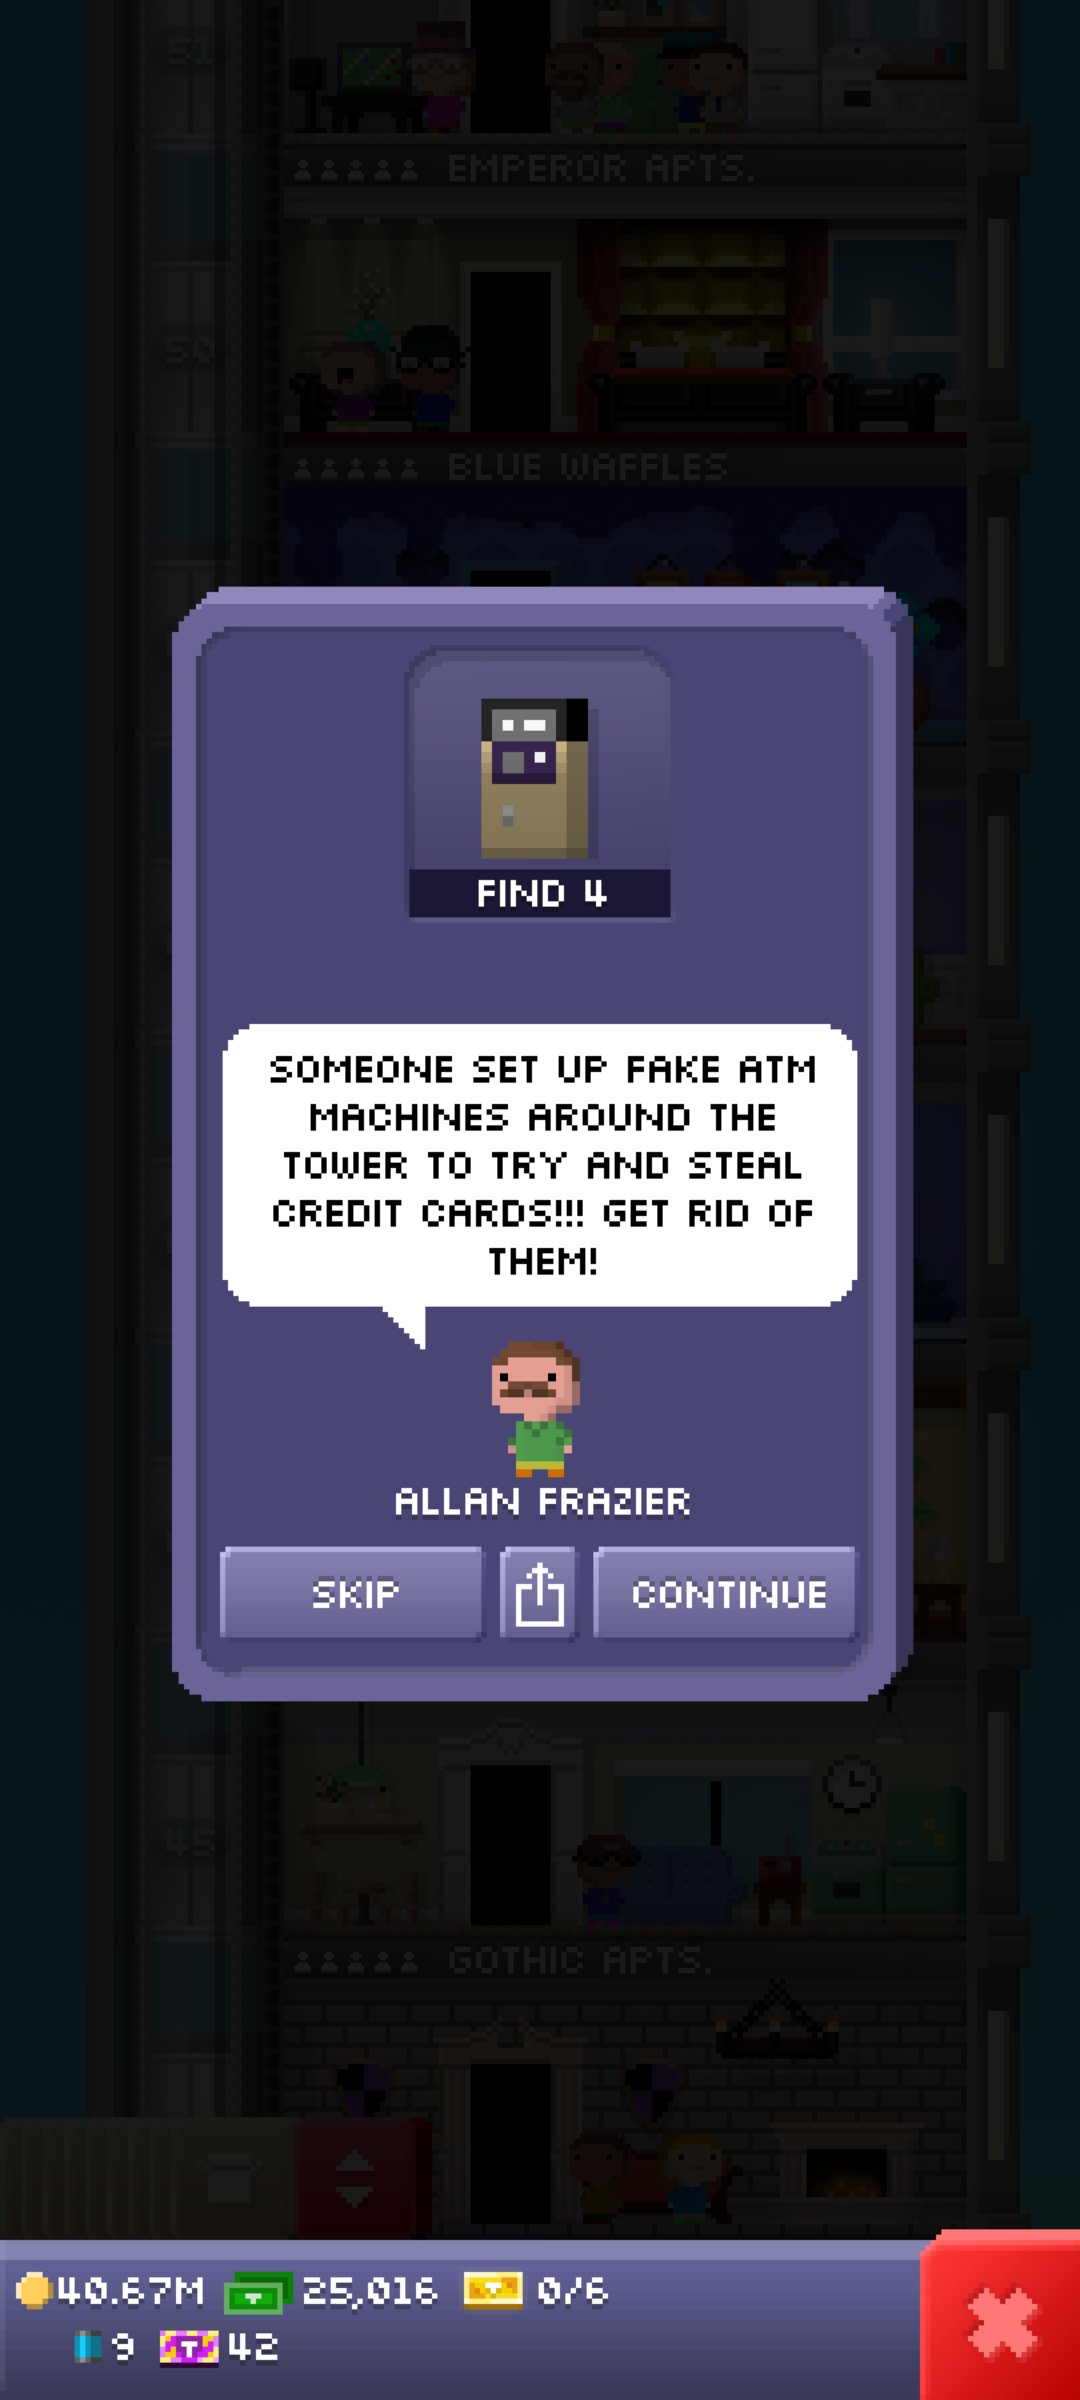 51
EMPEROR APTS.
50
BLUE WAFFLES
FIND 4
SOMEONE SET UP FAKE ATM
MACHINES AROUND THE
TOWER TO TRY AND STEAL
CREDIT CARDS!!! GET RID OF
THEM!
ALLAN FRAZIER
SKIP
CONTINUE
45
GOTHIC APTS.
40.67M 25,016 0/6
9 T 42